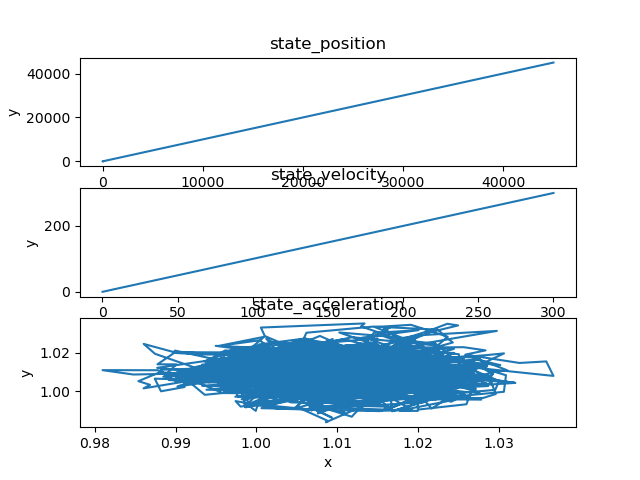 state_position
40000
20000
0
y
0 10000 20000 30000 40000
state_velocity
200
0
y
0 50 100 150 200 250 300
state_acceleration
1.02
1.00
y
0.98 0.99 1.00 1.01 1.02 1.03
x